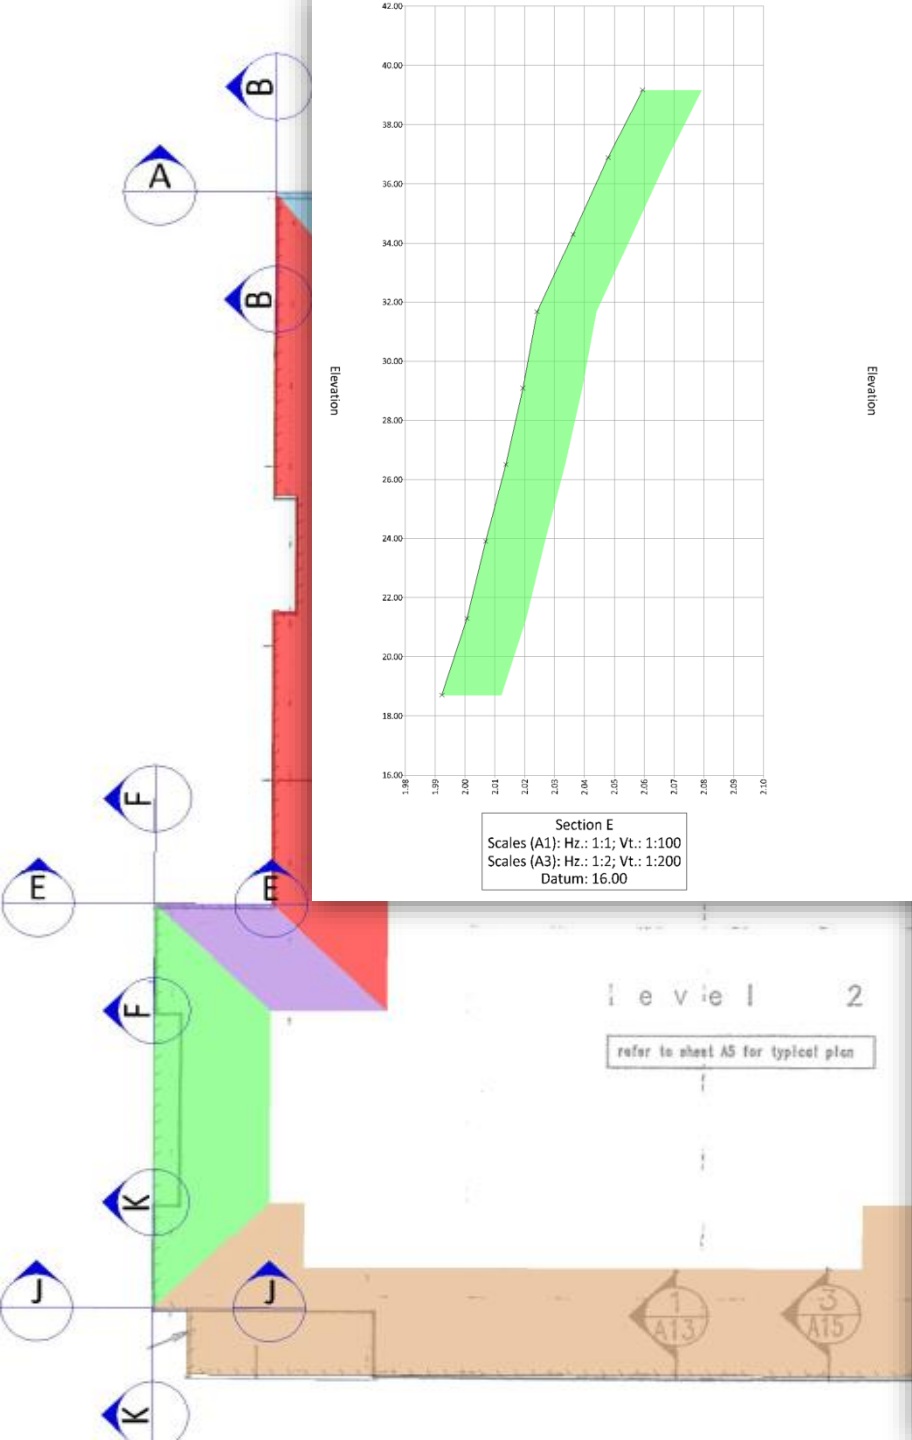 B
A
B
F
E
E
F
K
J
J
K
42.00
40.00
38.00
36.00
34.00
32.00
30.00
28.00
26.00
24.00
22.00
20.00
18.00
16.00
Elevation
Elevation
1.98
1.99
2.00
2.01
2.02
2.03
2.04
2.05
2.05
2.06
2.07
2.08
2.10
Section E
Scales (A1): Hz.: 1:1; Vt.: 1:100
Scales (A3): Hz.: 1:2; Vt.: 1:200
Datum: 16.00
level 2
refer to sheet A5 for typical plan
1
A13
3
A15